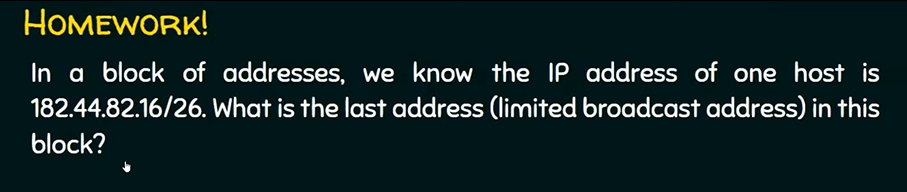 HOMEWORK!
In a block of addresses, we know the IP address of one host is
182.44.82.16/26. What is the last address (limited broadcast address) in this
block?